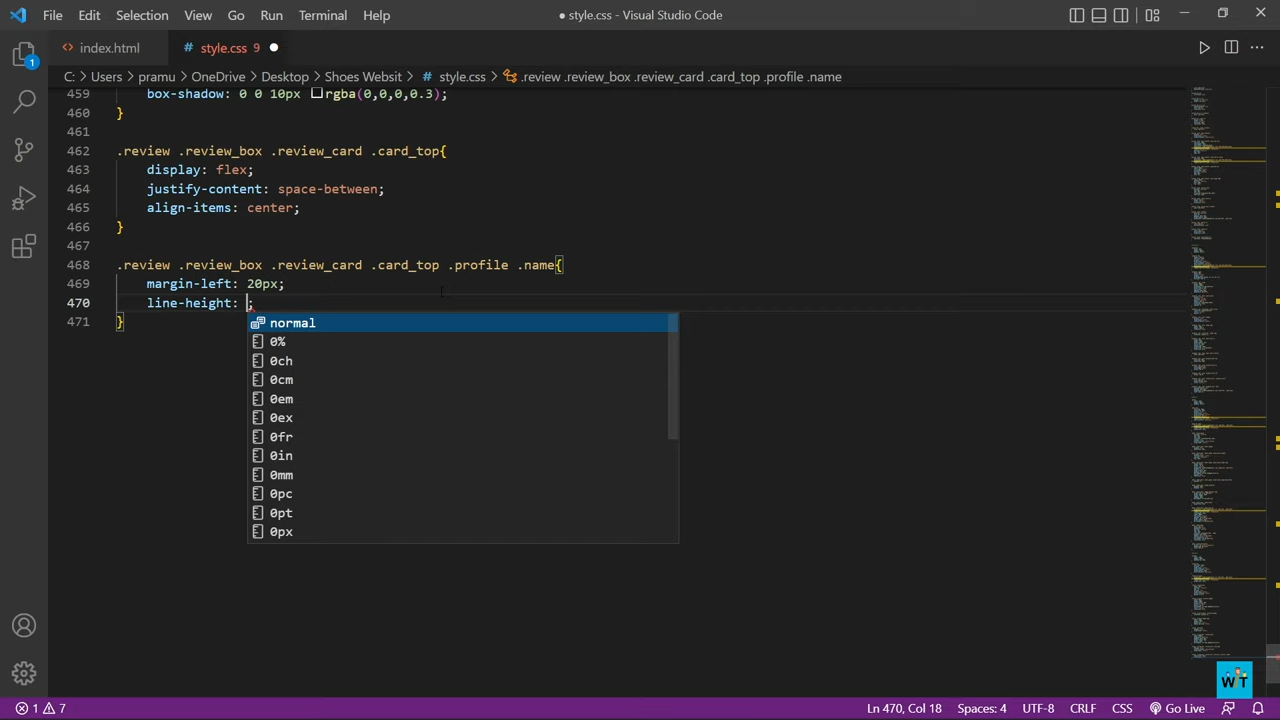 File Edit Selection View Go Run Terminal Help
● style.css - Visual Studio Code
1
index.html
# style.css 9 ●
C: > Users > pramu > OneDrive > Desktop > Shoes Websit > # style.css > .review .review_box .review_card .card_top .profile .name
459 box-shadow: 0 0 10px rgba(0,0,0,0.3);
460 }
461
462 .review .review_box .review_card .card_top{
463 display: flex;
464 justify-content: space-between;
465 align-items: center;
466 }
467
468 .review .review_box .review_card .card_top .profile .name{
469 margin-left: 20px;
470 line-height: ;
471 }
normal
0%
0ch
0cm
0em
0ex
0fr
0in
0mm
0pc
0pt
0px
WT
1 7
Ln 470, Col 18 Spaces: 4 UTF-8 CRLF CSS Go Live